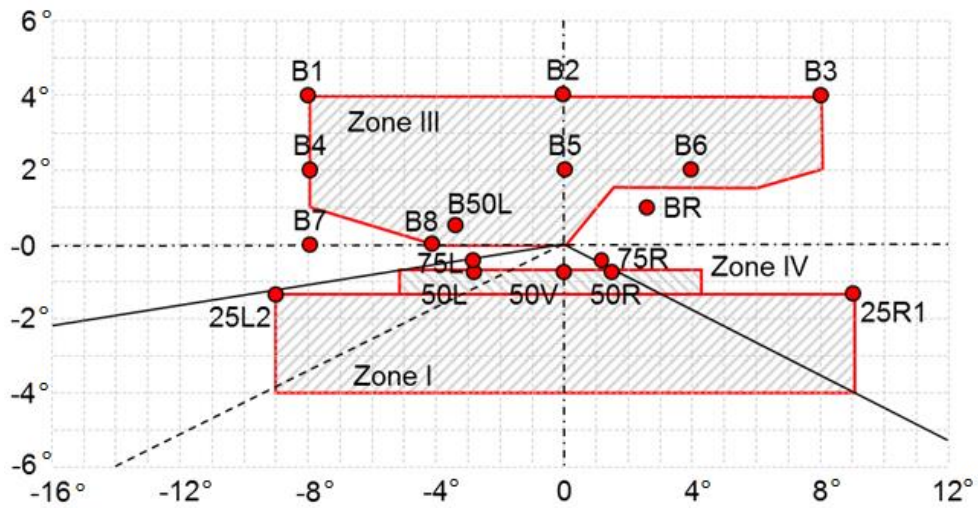 6°
B1
B2
B3
4°
Zone III
B4
B5
B6
2°
B50L
BR
B7
B8
-0
75L
75R
Zone IV
50L
50V
50R
25L2
25R1
-2°
Zone I
-4°
-6°
-16° -12° -8° -4° 0 4° 8° 12°